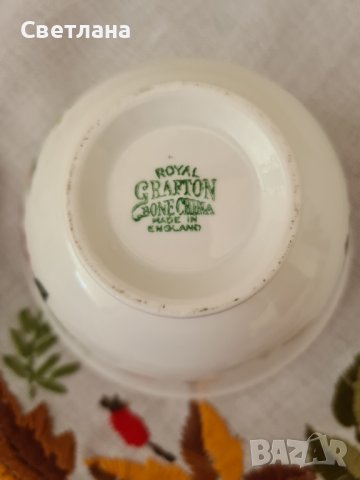 Светлана
ROYAL
GRAFTON
BONE CHINA
MADE IN
ENGLAND
BAZAR